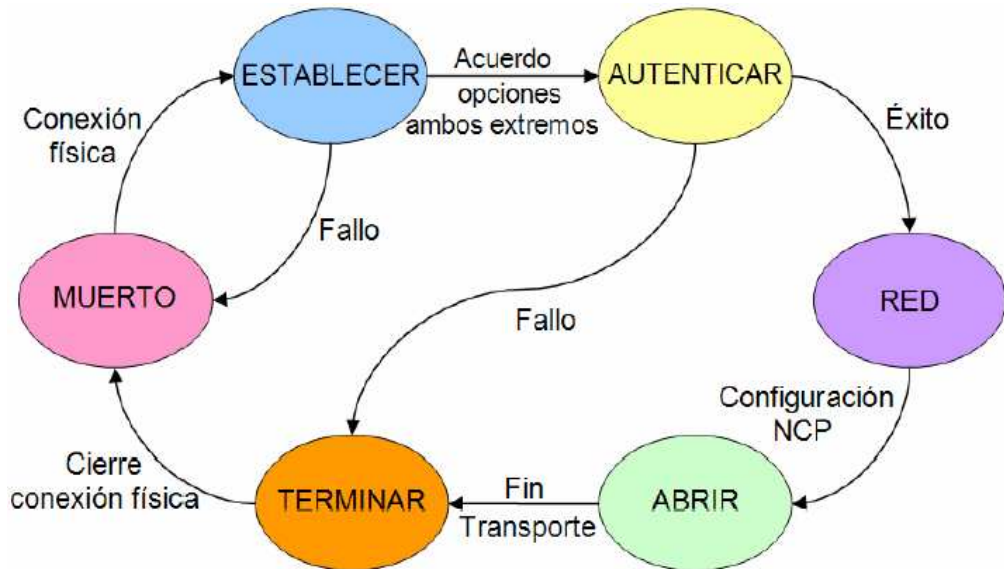 ESTABLECER
Acuerdo
opciones
ambos extremos
AUTENTICAR
Conexión
física
Éxito
Fallo
MUERTO
Fallo
RED
Configuración
NCP
Cierre
conexión física
TERMINAR
Fin
Transporte
ABRIR